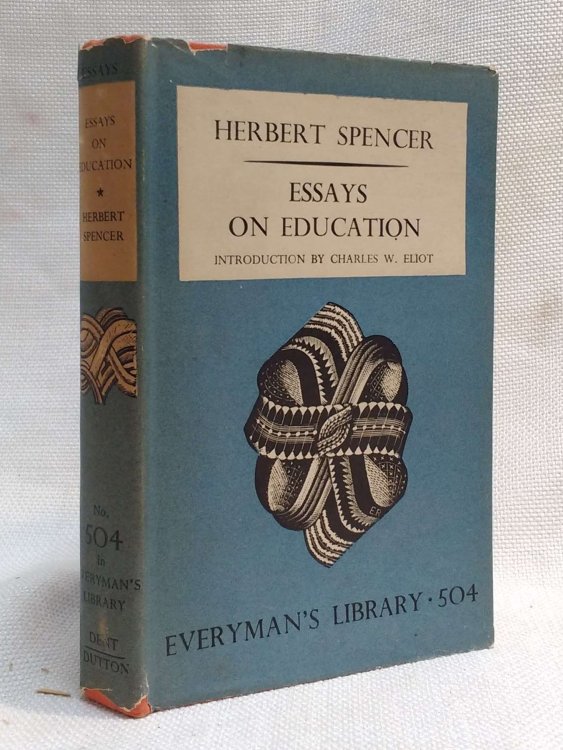 HERBERT SPENCER
ESSAYS
ON EDUCATION
INTRODUCTION BY CHARLES W. ELIOT
ER
EVERYMAN'S LIBRARY · 504
ESSAYS
ESSAYS
ON
EDUCATION
★
HERBERT
SPENCER
No.
504
in
EVERYMAN'S
LIBRARY
DENT
DUTTON